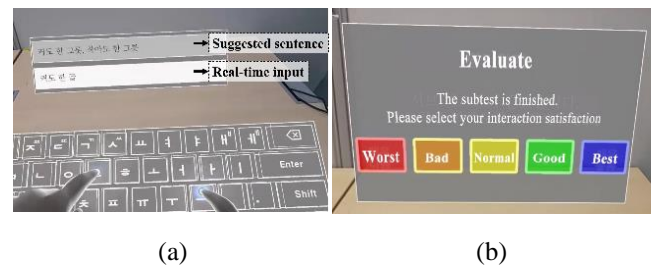 Suggested sentence
Real-time input
ㅈ ㄷ ㄱ ㅅ ㅛ ㅕ ㅑ ㅐ ㅔ
ㅇ ㅎ ㅗ ㅓ ㅏ ㅣ Enter
ㅊ ㅍ ㅠ ㅜ . Shift
(a)
Evaluate
The subtest is finished.
Please select your interaction satisfaction
Worst Bad Normal Good Best
(b)